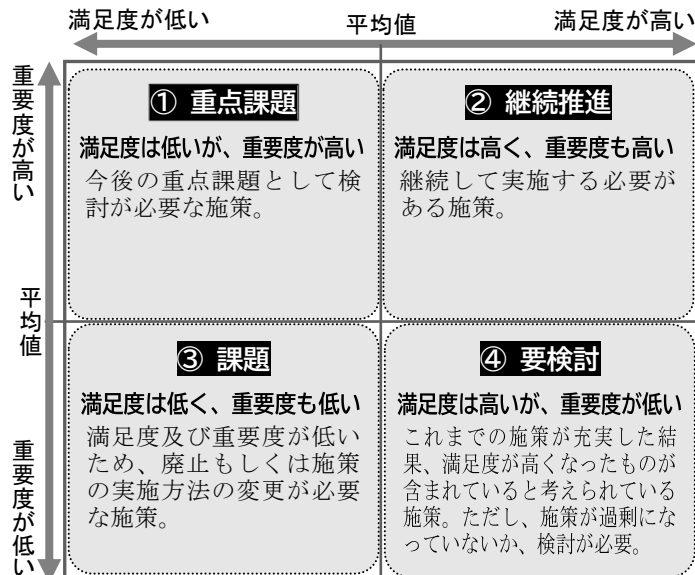 満足度が低い
平均値
満足度が高い
重要度が高い
平均値
重要度が低い
① 重点課題
満足度は低いが、重要度が高い
今後の重点課題として検
討が必要な施策。
② 継続推進
満足度は高く、重要度も高い
継続して実施する必要が
ある施策。
③ 課題
満足度は低く、重要度も低い
満足度及び重要度が低い
ため、廃止もしくは施策
の実施方法の変更が必要
な施策。
④ 要検討
満足度は高いが、重要度が低い
これまでの施策が充実した結
果、満足度が高くなったものが
含まれていると考えられている
施策。ただし、施策が過剰にな
っていないか、検討が必要。